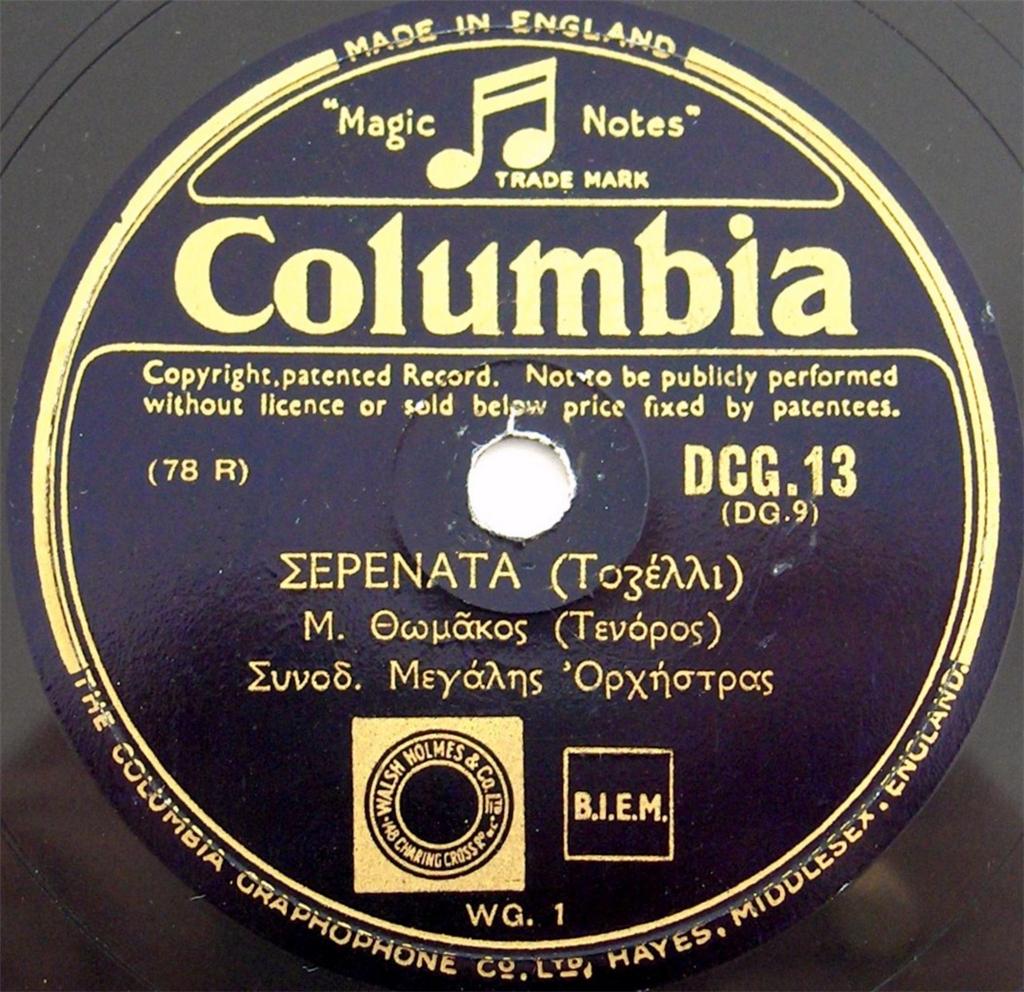 MADE IN ENGLAND
"Magic Notes"
TRADE MARK
Columbia
Copyright, patented Record. Not to be publicly performed
without licence or sold below price fixed by patentees.
(78 R)
DCG.13
(DG.9)
ΣΕΡΕΝΑΤΑ (Τοζέλλι)
Μ. Θωμᾶκος (Τενόρος)
Συνοδ. Μεγάλης Ὀρχήστρας
WALSH HOLMES & CO. LTD
148 CHARING CROSS RD W.C.
B.I.E.M.
WG. 1
THE COLUMBIA GRAPHOPHONE CO. LTD, HAYES, MIDDLESEX. ENGLAND.